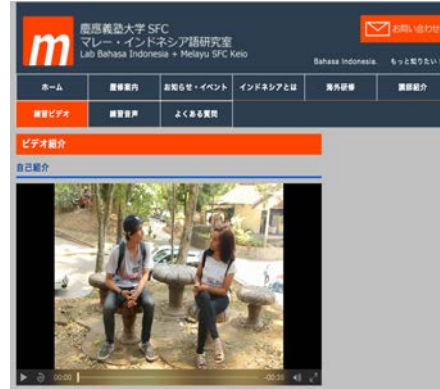 m
慶應義塾大学 SFC
マレー・インドネシア語研究室
Lab Bahasa Indonesia + Melayu SFC Keio
お問い合わせ
Bahasa Indonesia. もっと知りたい！
ホーム 履修案内 お知らせ・イベント インドネシアとは 海外研修 講師紹介
練習ビデオ 練習音声 よくある質問
ビデオ紹介
自己紹介
00:00 -00:35